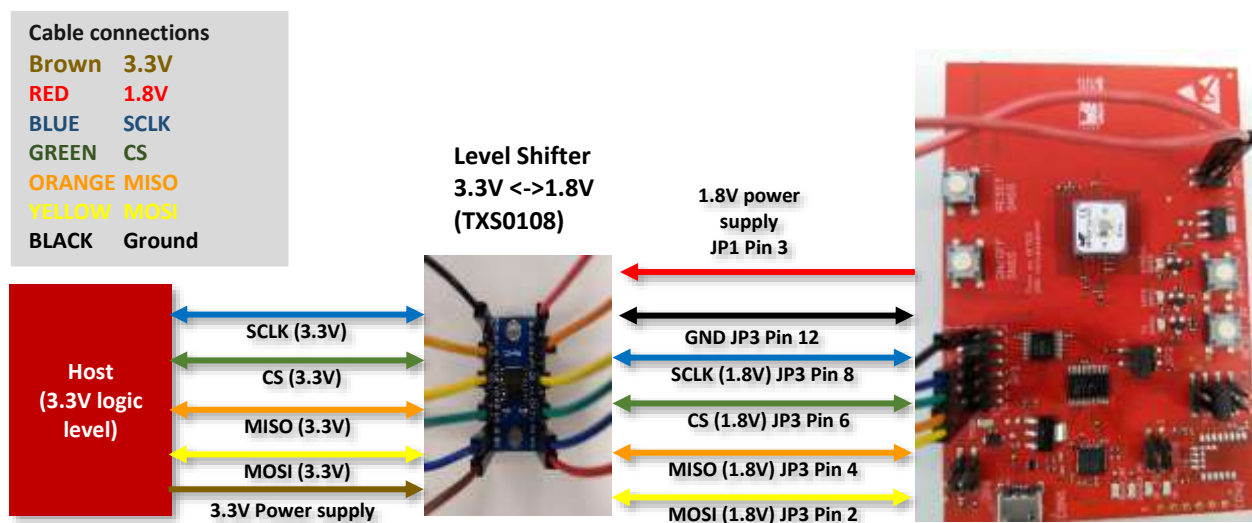 Cable connections
Brown 3.3V
RED 1.8V
BLUE SCLK
GREEN CS
ORANGE MISO
YELLOW MOSI
BLACK Ground
Level Shifter
3.3V <->1.8V
(TXS0108)
1.8V power
supply
JP1 Pin 3
Host
(3.3V logic
level)
SCLK (3.3V)
CS (3.3V)
MISO (3.3V)
MOSI (3.3V)
3.3V Power supply
GND JP3 Pin 12
SCLK (1.8V) JP3 Pin 8
CS (1.8V) JP3 Pin 6
MISO (1.8V) JP3 Pin 4
MOSI (1.8V) JP3 Pin 2
RESET
ON/OFF